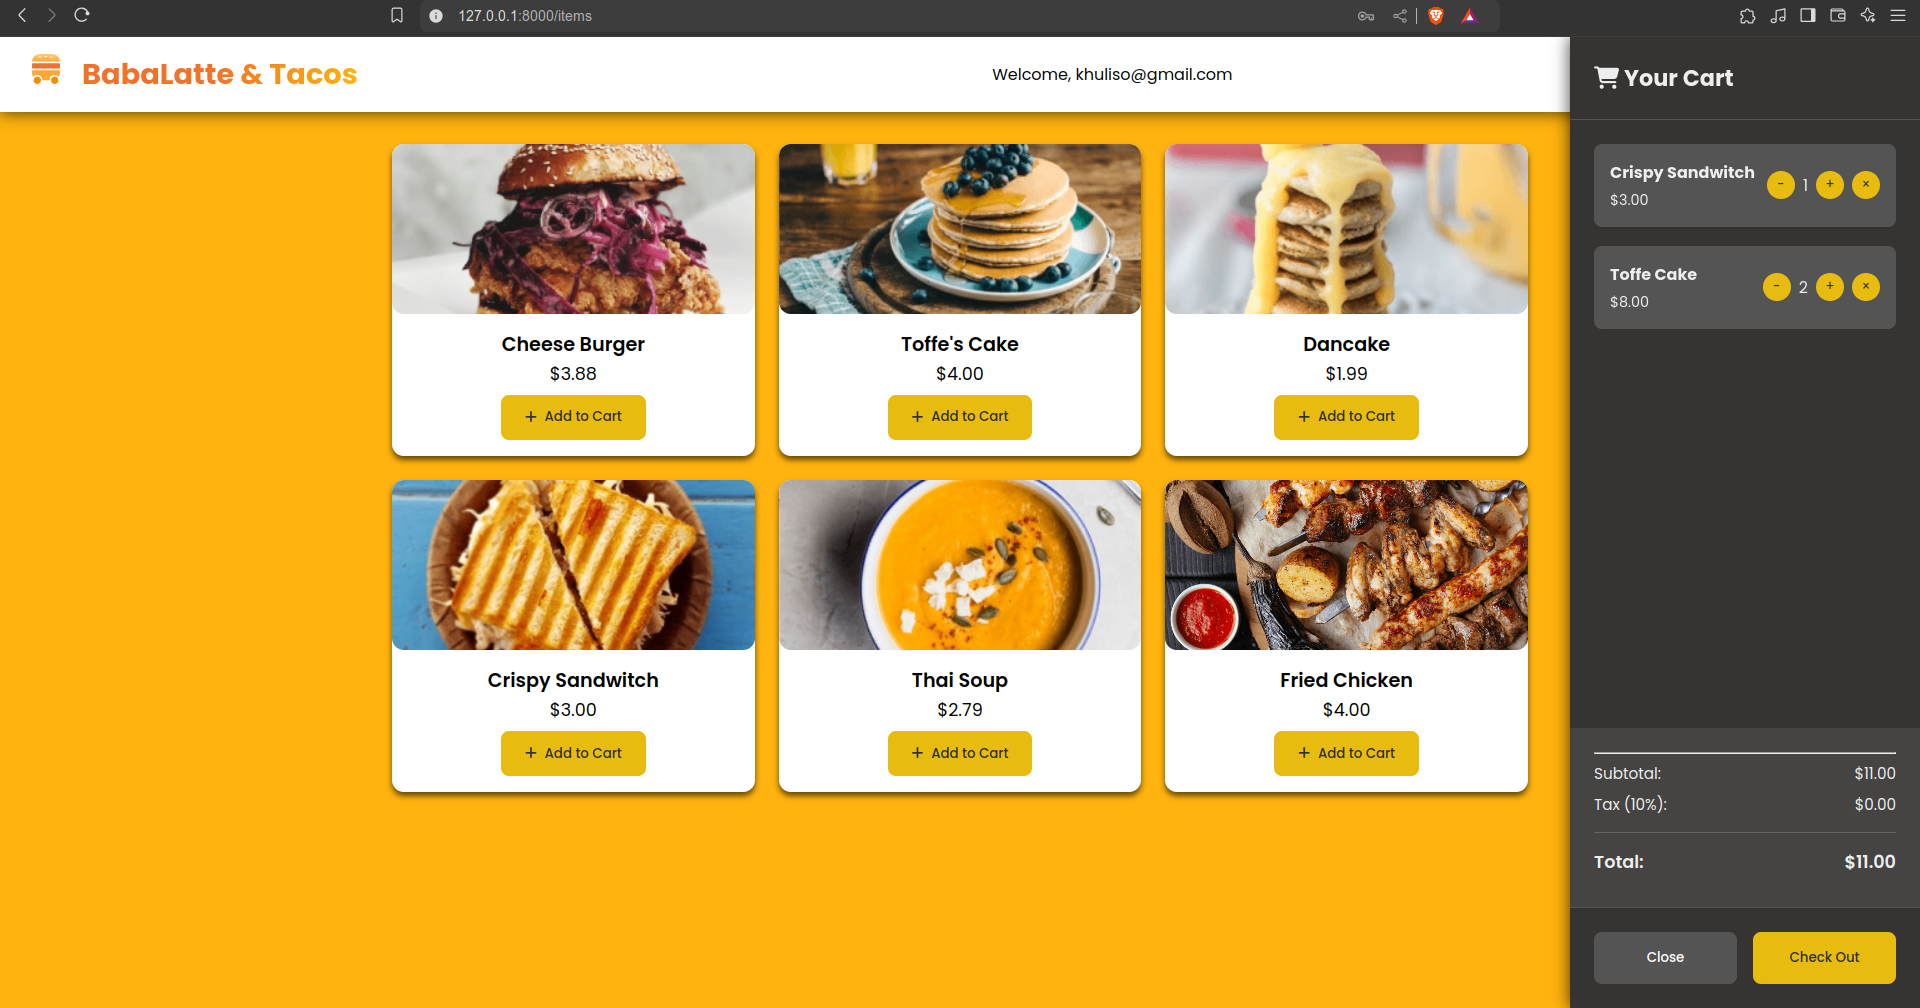 127.0.0.1:8000/items
BabaLatte & Tacos
Welcome, khuliso@gmail.com
Cheese Burger
$3.88
+ Add to Cart
Toffe's Cake
$4.00
+ Add to Cart
Dancake
$1.99
+ Add to Cart
Crispy Sandwitch
$3.00
+ Add to Cart
Thai Soup
$2.79
+ Add to Cart
Fried Chicken
$4.00
+ Add to Cart
Your Cart
Crispy Sandwitch
$3.00
- 1 + ×
Toffe Cake
$8.00
- 2 + ×
Subtotal: $11.00
Tax (10%): $0.00
Total: $11.00
Close
Check Out